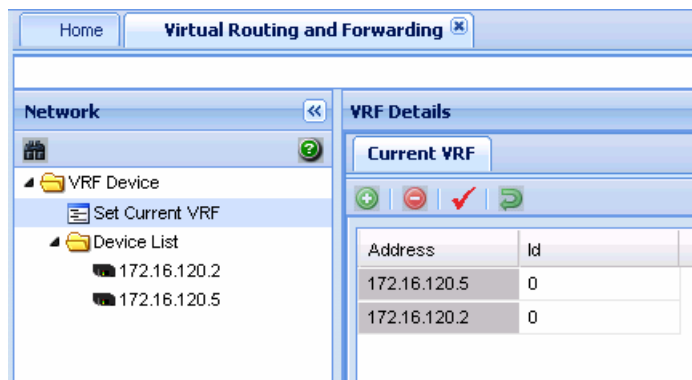 Home
Virtual Routing and Forwarding
Network
VRF Device
Set Current VRF
Device List
172.16.120.2
172.16.120.5
VRF Details
Current VRF
Address Id
172.16.120.5 0
172.16.120.2 0